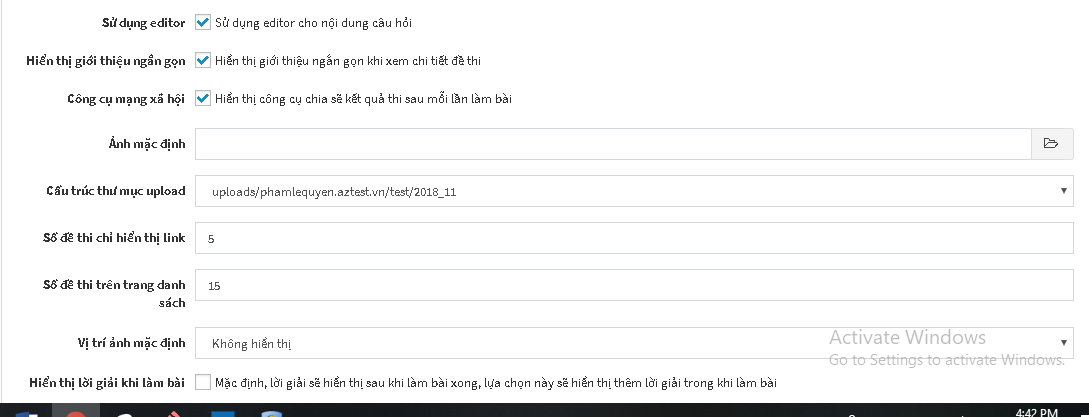 Sử dụng editor Sử dụng editor cho nội dung câu hỏi
Hiển thị giới thiệu ngắn gọn Hiển thị giới thiệu ngắn gọn khi xem chi tiết đề thi
Công cụ mạng xã hội Hiển thị công cụ chia sẽ kết quả thi sau mỗi lần làm bài
Ảnh mặc định
Cấu trúc thư mục upload uploads/phamlequyen.aztest.vn/test/2018_11
Số đề thi chỉ hiển thị link 5
Số đề thi trên trang danh sách 15
Vị trí ảnh mặc định Không hiển thị
Activate Windows
Go to Settings to activate Windows.
Hiển thị lời giải khi làm bài Mặc định, lời giải sẽ hiển thị sau khi làm bài xong, lựa chọn này sẽ hiển thị thêm lời giải trong khi làm bài
4:42 PM